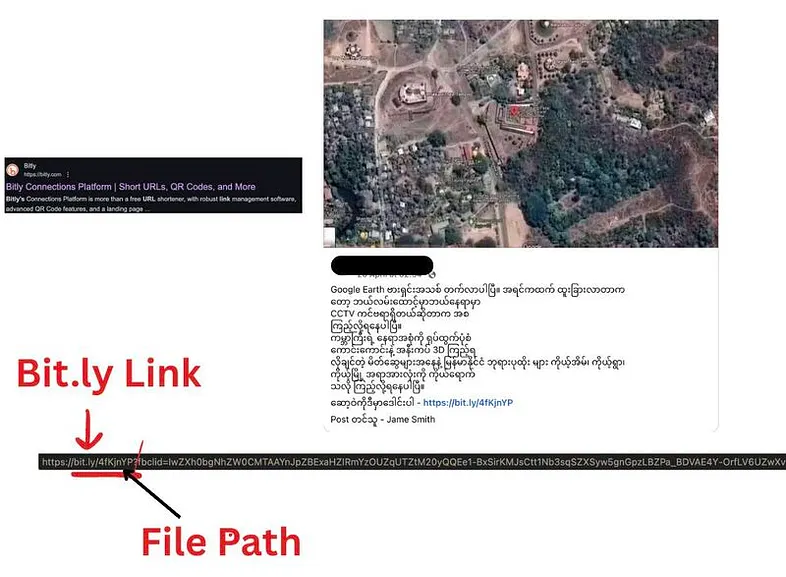 Bitly
https://bitly.com
Bitly Connections Platform | Short URLs, QR Codes, and More
Bitly's Connections Platform is more than a free URL shortener, with robust link management software,
advanced QR Code features, and a landing page ...
Google Earth ဗားရှင်းအသစ် တက်လာပါပြီ။ အရင်ကထက် ထူးခြားလာတာက
တော့ ဘယ်လမ်းထောင့်မှာဘယ်နေရာမှာ
CCTV ကင်မရာရှိတယ်ဆိုတာက အစ
ကြည့်လို့ရနေပါပြီ။
ကမ္ဘာကြီးရဲ့ နေရာအစုံကို ရုပ်ထွက်ပုံစံ
ကောင်းကောင်းနဲ့ အနီးကပ် 3D ကြည့်ရ
လိုချင်တဲ့ မိတ်ဆွေများအနေနဲ့ မြန်မာနိုင်ငံ ဘုရားပုထိုး များ ကိုယ့်အိမ်၊ ကိုယ့်ရွာ၊
ကိုယ့်မြို့ အရာအားလုံးကို ကိုယ်ရောက်
သလို ကြည့်လို့ရနေပါပြီ။
ဆော့ဝဲကိုဒီမှာဒေါင်းပါ - https://bit.ly/4fKjnYP
Post တင်သူ - Jame Smith
Bit.ly Link
https://bit.ly/4fKjnYP?fbclid=
File Path